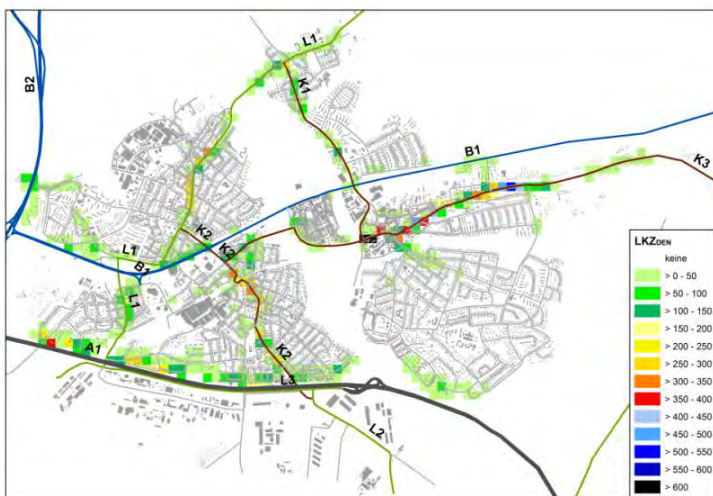 L1
B2
K1
B1
K3
K2
K2
L1
B1
L1
K2
A1
L3
L2
LKZDEN
keine
> 0 - 50
> 50 - 100
> 100 - 150
> 150 - 200
> 200 - 250
> 250 - 300
> 300 - 350
> 350 - 400
> 400 - 450
> 450 - 500
> 500 - 550
> 550 - 600
> 600